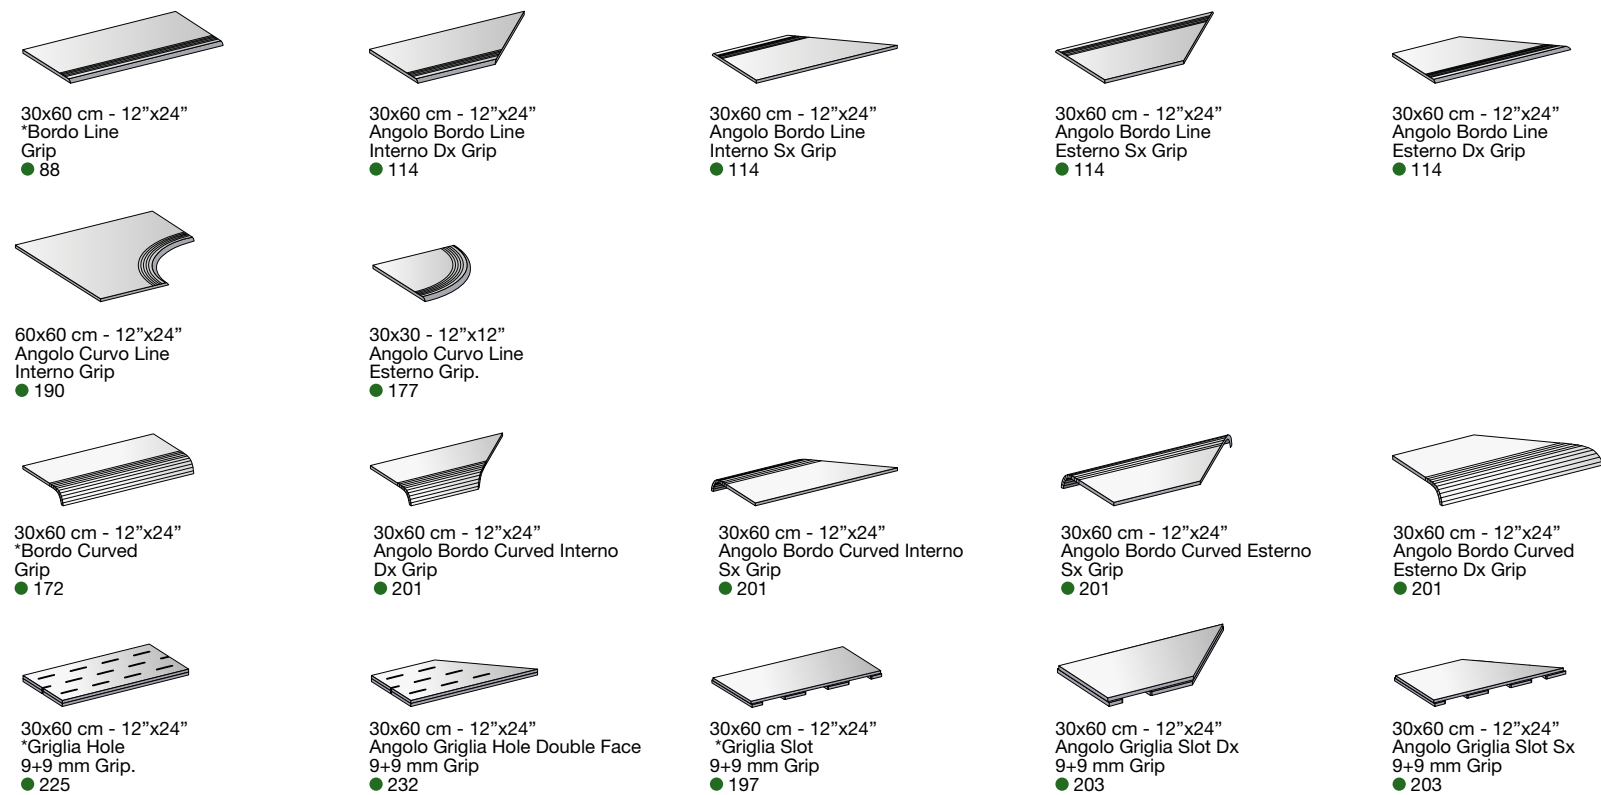 30x60 cm - 12”x24”
*Bordo Line
Grip
88
30x60 cm - 12”x24”
Angolo Bordo Line
Interno Dx Grip
114
30x60 cm - 12”x24”
Angolo Bordo Line
Interno Sx Grip
114
30x60 cm - 12”x24”
Angolo Bordo Line
Esterno Sx Grip
114
30x60 cm - 12”x24”
Angolo Bordo Line
Esterno Dx Grip
114
60x60 cm - 12”x24”
Angolo Curvo Line
Interno Grip
190
30x30 - 12”x12”
Angolo Curvo Line
Esterno Grip.
177
30x60 cm - 12”x24”
*Bordo Curved
Grip
172
30x60 cm - 12”x24”
Angolo Bordo Curved Interno
Dx Grip
201
30x60 cm - 12”x24”
Angolo Bordo Curved Interno
Sx Grip
201
30x60 cm - 12”x24”
Angolo Bordo Curved Esterno
Sx Grip
201
30x60 cm - 12”x24”
Angolo Bordo Curved
Esterno Dx Grip
201
30x60 cm - 12”x24”
*Griglia Hole
9+9 mm Grip.
225
30x60 cm - 12”x24”
Angolo Griglia Hole Double Face
9+9 mm Grip
232
30x60 cm - 12”x24”
*Griglia Slot
9+9 mm Grip
197
30x60 cm - 12”x24”
Angolo Griglia Slot Dx
9+9 mm Grip
203
30x60 cm - 12”x24”
Angolo Griglia Slot Sx
9+9 mm Grip
203